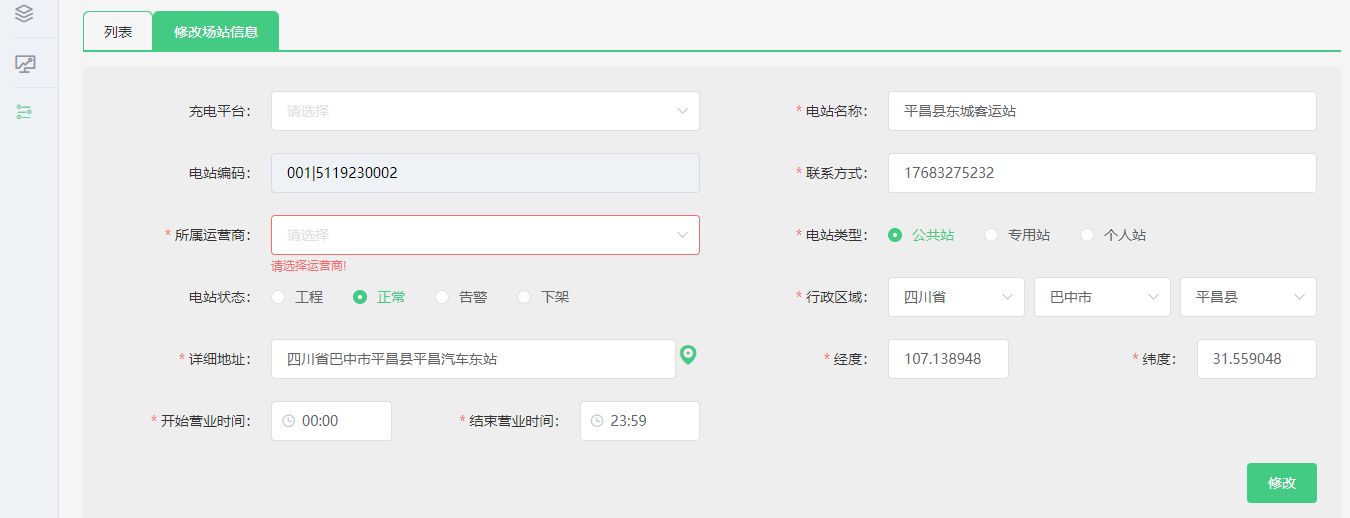 列表 修改场站信息
充电平台： 请选择 * 电站名称： 平昌县东城客运站
电站编码： 001|5119230002 * 联系方式： 17683275232
* 所属运营商： 请选择 * 电站类型： 公共站 专用站 个人站
请选择运营商!
电站状态： 工程 正常 告警 下架 * 行政区域： 四川省 巴中市 平昌县
* 详细地址： 四川省巴中市平昌县平昌汽车东站 * 经度： 107.138948 * 纬度： 31.559048
* 开始营业时间： 00:00 * 结束营业时间： 23:59
修改